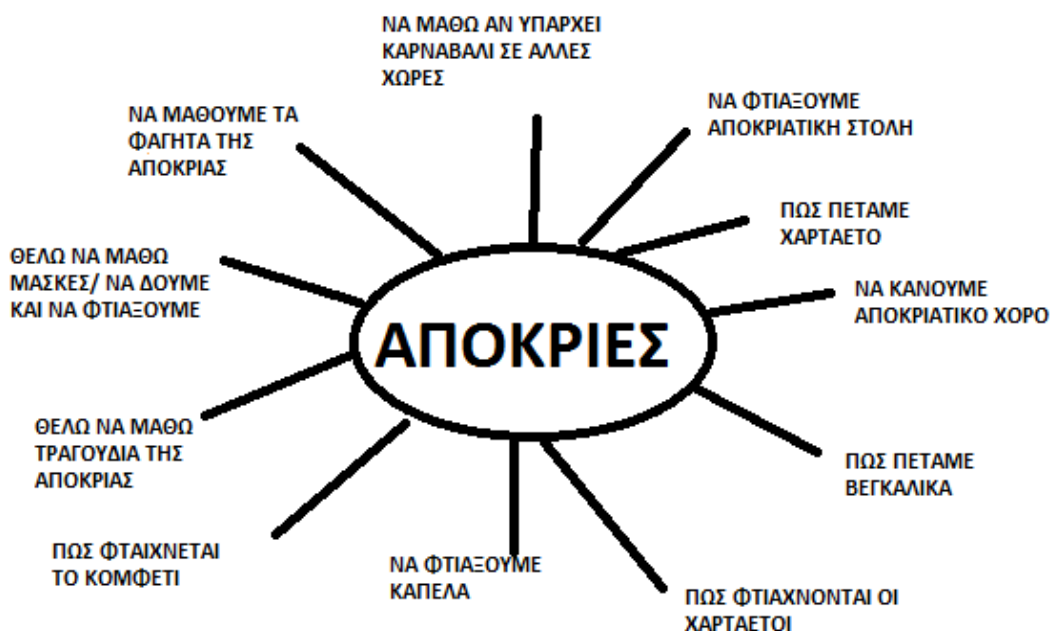 ΝΑ ΜΑΘΩ ΑΝ ΥΠΑΡΧΕΙ
ΚΑΡΝΑΒΑΛΙ ΣΕ ΑΛΛΕΣ
ΧΩΡΕΣ
ΝΑ ΦΤΙΑΞΟΥΜΕ
ΑΠΟΚΡΙΑΤΙΚΗ ΣΤΟΛΗ
ΝΑ ΜΑΘΟΥΜΕ ΤΑ
ΦΑΓΗΤΑ ΤΗΣ
ΑΠΟΚΡΙΑΣ
ΠΩΣ ΠΕΤΑΜΕ
ΧΑΡΤΑΕΤΟ
ΘΕΛΩ ΝΑ ΜΑΘΩ
ΜΑΣΚΕΣ/ ΝΑ ΔΟΥΜΕ
ΚΑΙ ΝΑ ΦΤΙΑΞΟΥΜΕ
ΝΑ ΚΑΝΟΥΜΕ
ΑΠΟΚΡΙΑΤΙΚΟ ΧΟΡΟ
ΑΠΟΚΡΙΕΣ
ΘΕΛΩ ΝΑ ΜΑΘΩ
ΤΡΑΓΟΥΔΙΑ ΤΗΣ
ΑΠΟΚΡΙΑΣ
ΠΩΣ ΠΕΤΑΜΕ
ΒΕΓΚΑΛΙΚΑ
ΠΩΣ ΦΤΑΙΧΝΕΤΑΙ
ΤΟ ΚΟΜΦΕΤΙ
ΝΑ ΦΤΙΑΞΟΥΜΕ
ΚΑΠΕΛΑ
ΠΩΣ ΦΤΙΑΧΝΟΝΤΑΙ ΟΙ
ΧΑΡΤΑΕΤΟΙ